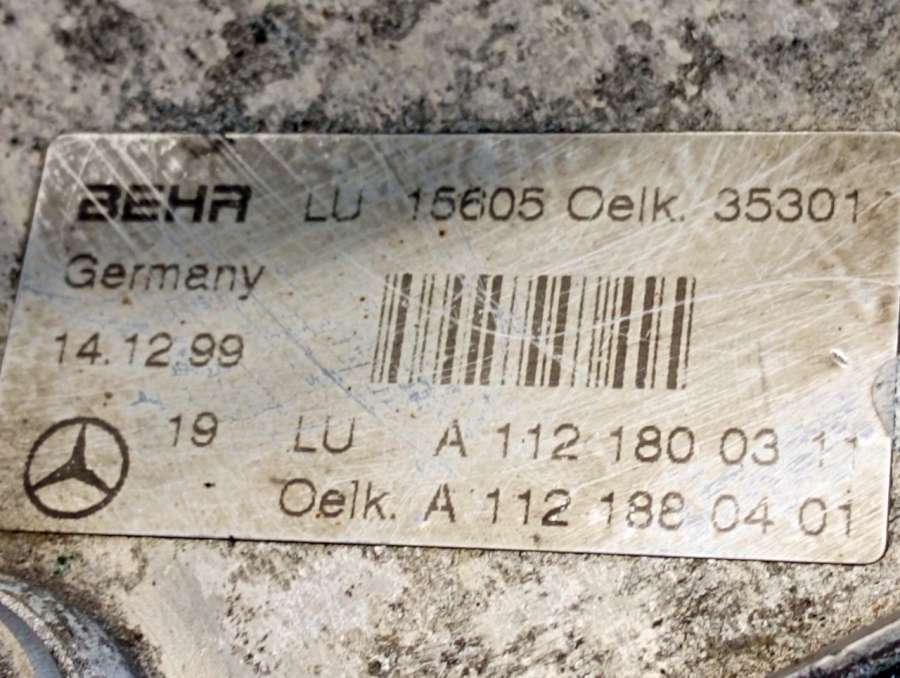 BEHR LU 15605 Oelk. 35301
Germany
14.12.99
19 LU A 112 180 03 11
Oelk. A 112 188 04 01